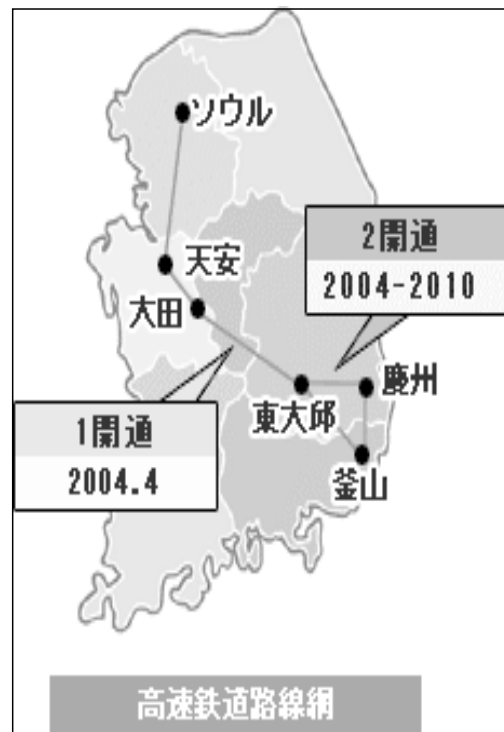 ソウル
天安
2開通
2004-2010
大田
慶州
東大邱
1開通
2004.4
釜山
高速鉄道路線網